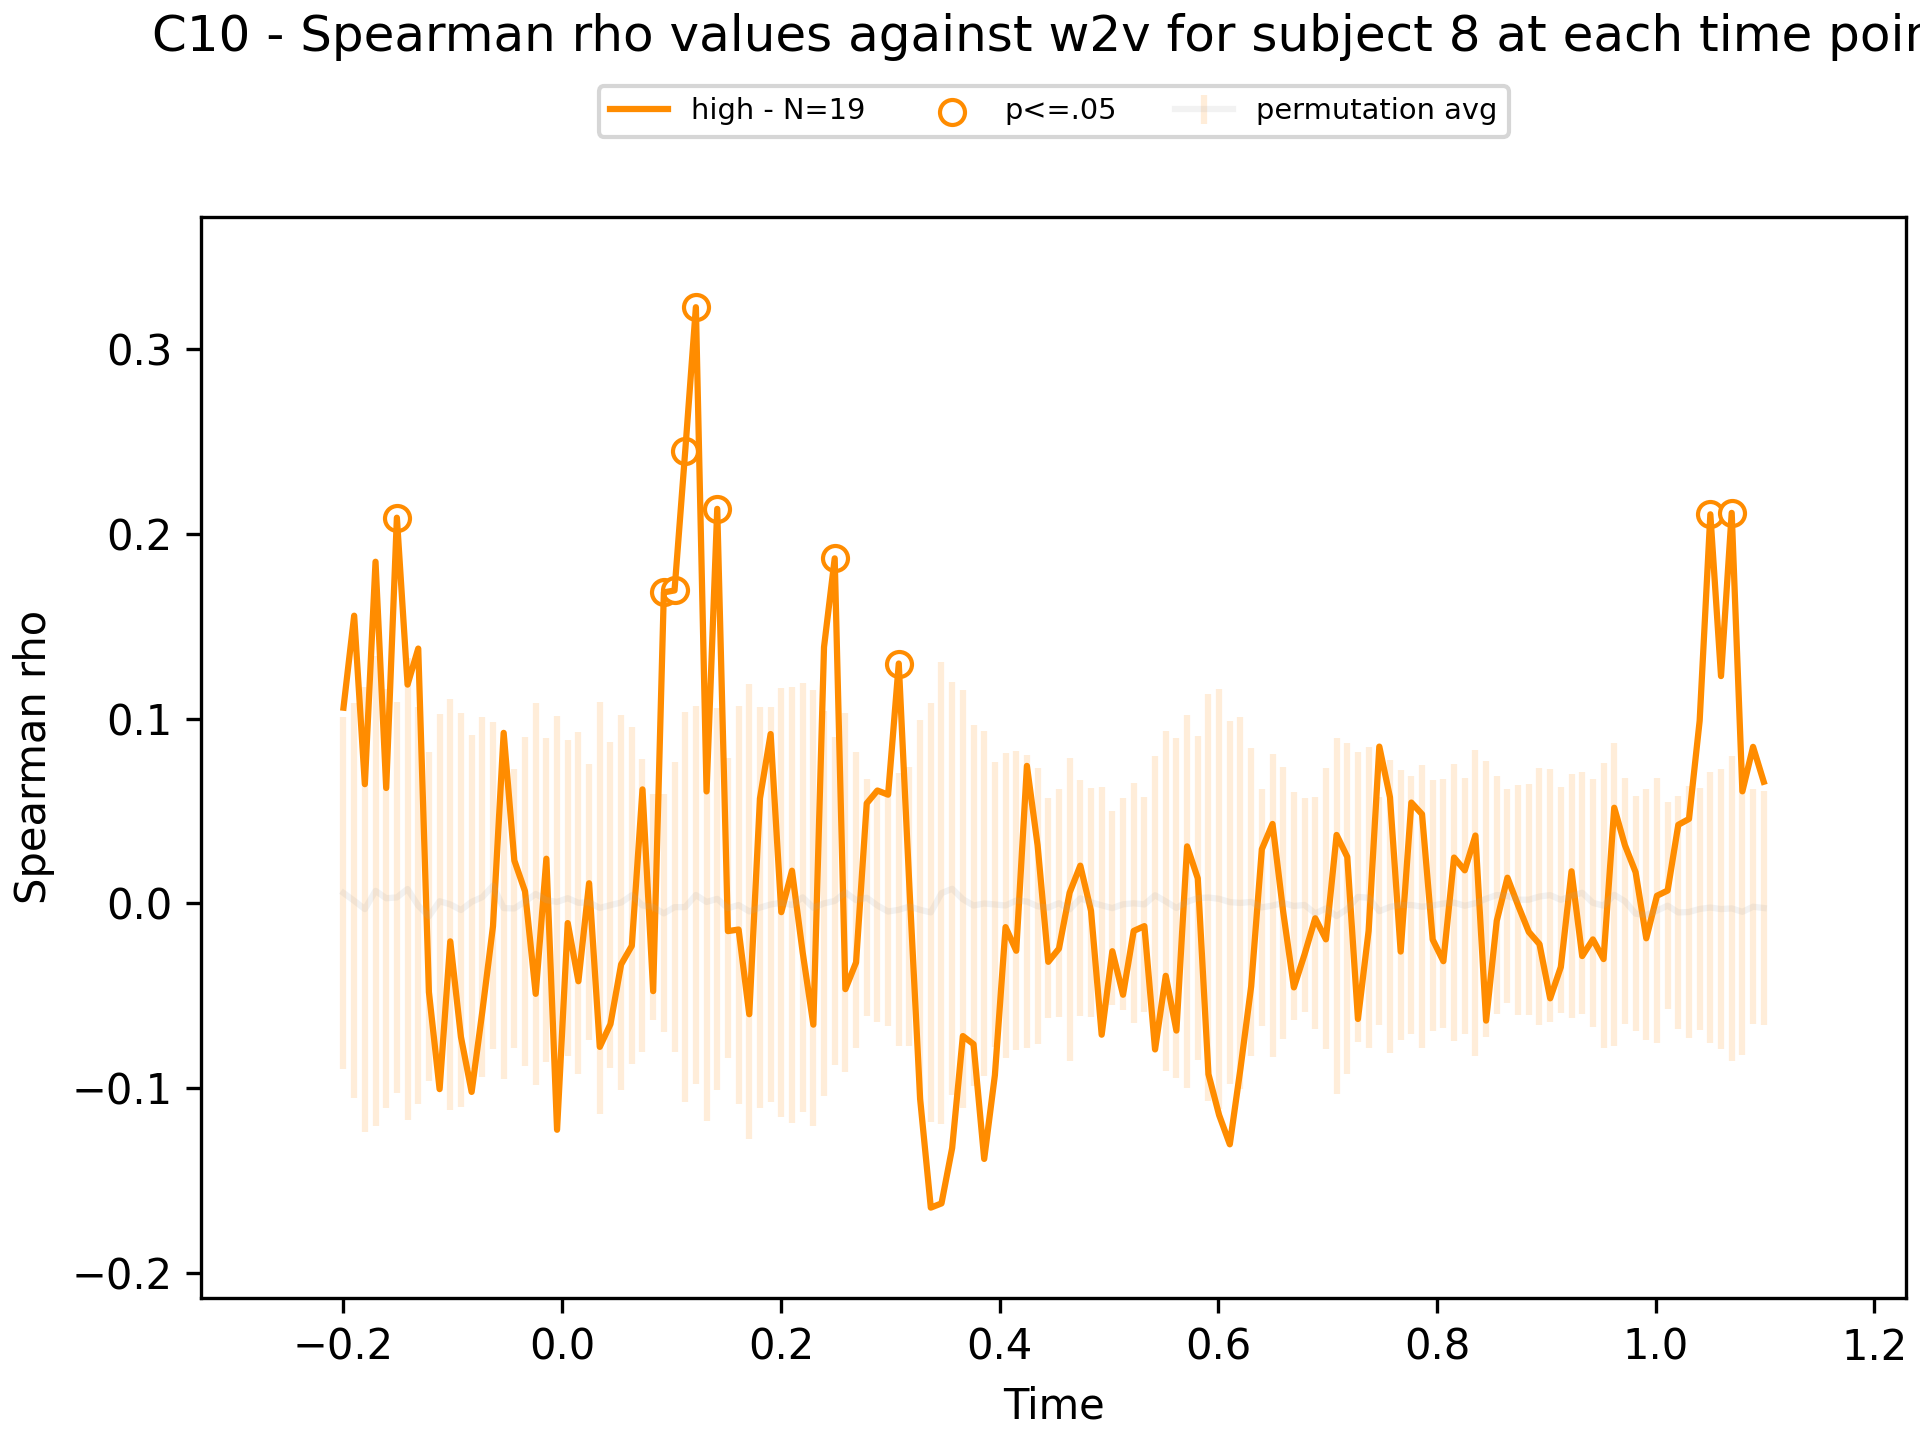 C10 - Spearman rho values against w2v for subject 8 at each time poin
high - N=19 p<=.05 permutation avg
0.3
0.2
0.1
0.0
−0.1
−0.2
Spearman rho
−0.2 0.0 0.2 0.4 0.6 0.8 1.0 1.2
Time